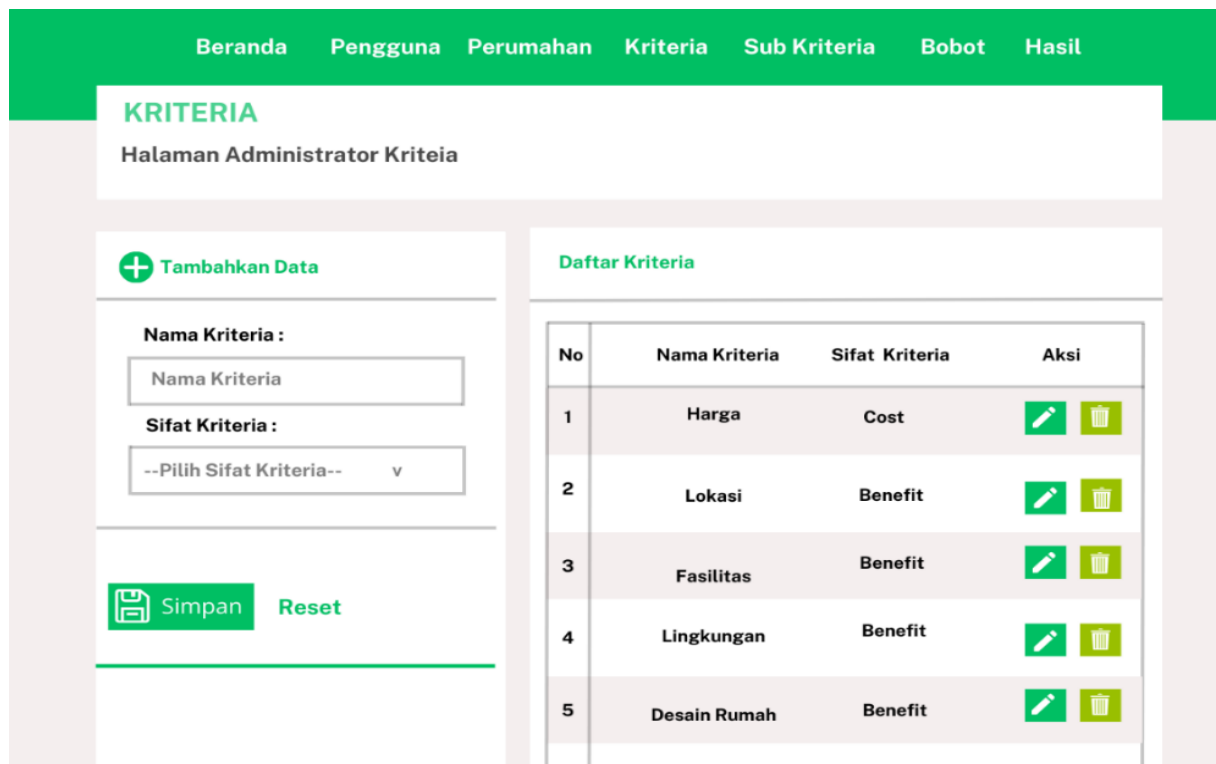 Beranda Pengguna Perumahan Kriteria Sub Kriteria Bobot Hasil
KRITERIA
Halaman Administrator Kriteia
Tambahkan Data
Nama Kriteria :
Nama Kriteria
Sifat Kriteria :
--Pilih Sifat Kriteria-- v
Simpan Reset
Daftar Kriteria
No Nama Kriteria Sifat Kriteria Aksi
1 Harga Cost
2 Lokasi Benefit
3 Fasilitas Benefit
4 Lingkungan Benefit
5 Desain Rumah Benefit